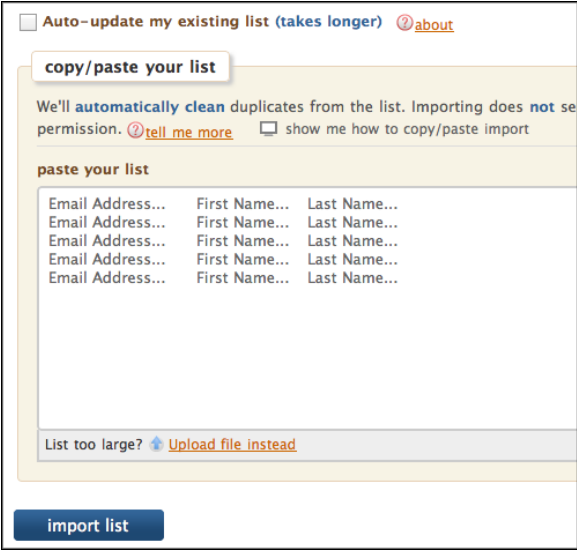 Auto-update my existing list (takes longer) ?about
copy/paste your list
We'll automatically clean duplicates from the list. Importing does not se
permission. ?tell me more show me how to copy/paste import
paste your list
Email Address... First Name... Last Name...
Email Address... First Name... Last Name...
Email Address... First Name... Last Name...
Email Address... First Name... Last Name...
Email Address... First Name... Last Name...
List too large? Upload file instead
import list